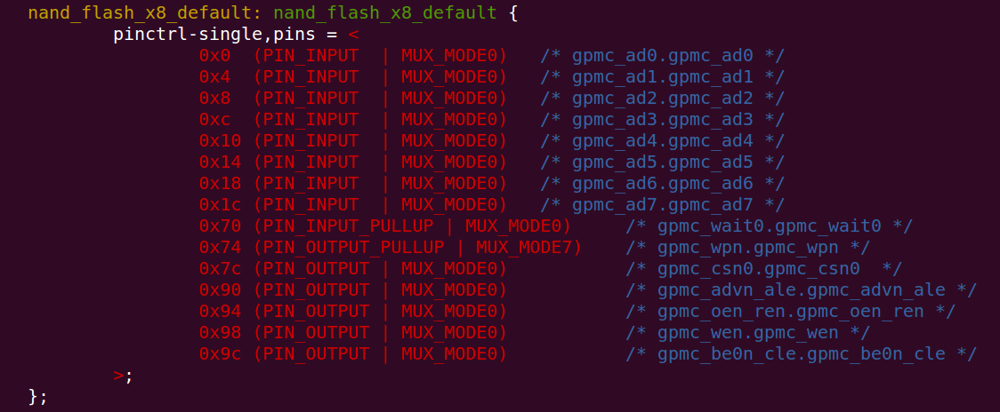 nand_flash_x8_default: nand_flash_x8_default {
pinctrl-single,pins = <
0x0  (PIN_INPUT  | MUX_MODE0)   /* gpmc_ad0.gpmc_ad0 */
0x4  (PIN_INPUT  | MUX_MODE0)   /* gpmc_ad1.gpmc_ad1 */
0x8  (PIN_INPUT  | MUX_MODE0)   /* gpmc_ad2.gpmc_ad2 */
0xc  (PIN_INPUT  | MUX_MODE0)   /* gpmc_ad3.gpmc_ad3 */
0x10 (PIN_INPUT  | MUX_MODE0)   /* gpmc_ad4.gpmc_ad4 */
0x14 (PIN_INPUT  | MUX_MODE0)   /* gpmc_ad5.gpmc_ad5 */
0x18 (PIN_INPUT  | MUX_MODE0)   /* gpmc_ad6.gpmc_ad6 */
0x1c (PIN_INPUT  | MUX_MODE0)   /* gpmc_ad7.gpmc_ad7 */
0x70 (PIN_INPUT_PULLUP | MUX_MODE0)     /* gpmc_wait0.gpmc_wait0 */
0x74 (PIN_OUTPUT_PULLUP | MUX_MODE7)    /* gpmc_wpn.gpmc_wpn */
0x7c (PIN_OUTPUT | MUX_MODE0)           /* gpmc_csn0.gpmc_csn0  */
0x90 (PIN_OUTPUT | MUX_MODE0)           /* gpmc_advn_ale.gpmc_advn_ale */
0x94 (PIN_OUTPUT | MUX_MODE0)           /* gpmc_oen_ren.gpmc_oen_ren */
0x98 (PIN_OUTPUT | MUX_MODE0)           /* gpmc_wen.gpmc_wen */
0x9c (PIN_OUTPUT | MUX_MODE0)           /* gpmc_be0n_cle.gpmc_be0n_cle */
>;
};